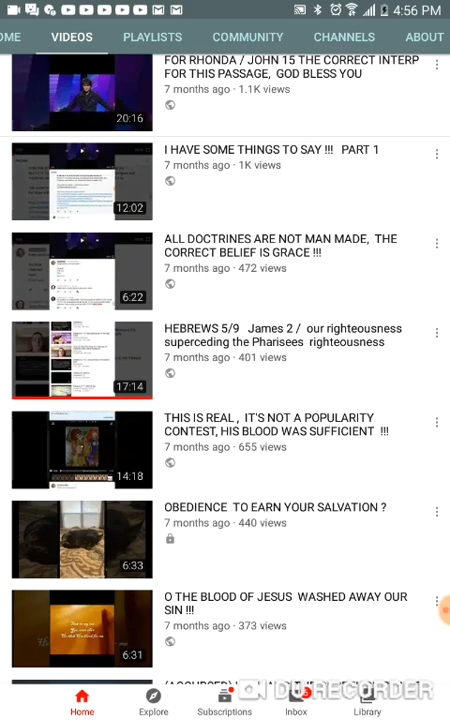 4:56 PM
OME VIDEOS PLAYLISTS COMMUNITY CHANNELS ABOUT
FOR RHONDA / JOHN 15 THE CORRECT INTERP
FOR THIS PASSAGE, GOD BLESS YOU
7 months ago · 1.1K views
20:16
I HAVE SOME THINGS TO SAY !!! PART 1
7 months ago · 1K views
12:02
ALL DOCTRINES ARE NOT MAN MADE, THE
CORRECT BELIEF IS GRACE !!!
7 months ago · 472 views
6:22
HEBREWS 5/9 James 2 / our righteousness
superceding the Pharisees righteousness
7 months ago · 401 views
17:14
THIS IS REAL , IT'S NOT A POPULARITY
CONTEST, HIS BLOOD WAS SUFFICIENT !!!
7 months ago · 655 views
14:18
OBEDIENCE TO EARN YOUR SALVATION ?
7 months ago · 440 views
6:33
O THE BLOOD OF JESUS WASHED AWAY OUR
SIN !!!
7 months ago · 373 views
6:31
DU RECORDER
Home Explore Subscriptions Inbox Library